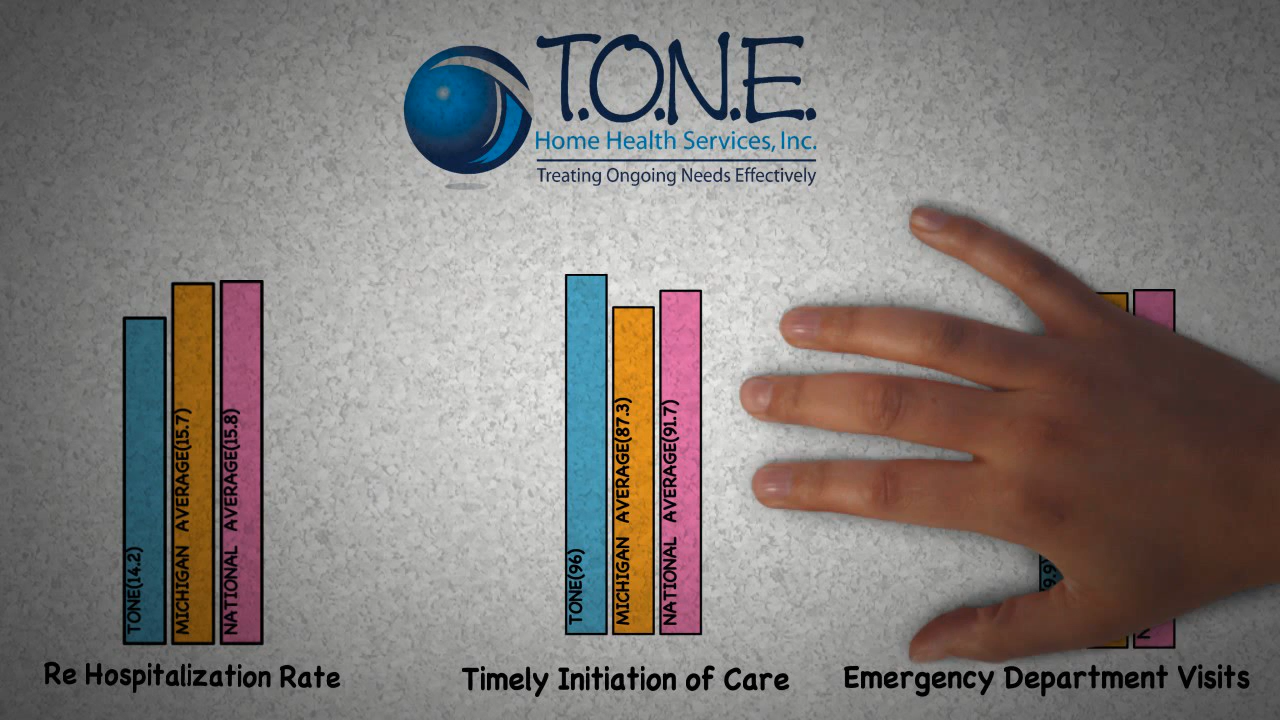 T.O.N.E.
Home Health Services, Inc.
Treating Ongoing Needs Effectively
TONE(14.2)
MICHIGAN AVERAGE(15.7)
NATIONAL AVERAGE(15.8)
Re Hospitalization Rate
TONE(96)
MICHIGAN AVERAGE(87.3)
NATIONAL AVERAGE(91.7)
Timely Initiation of Care
Emergency Department Visits